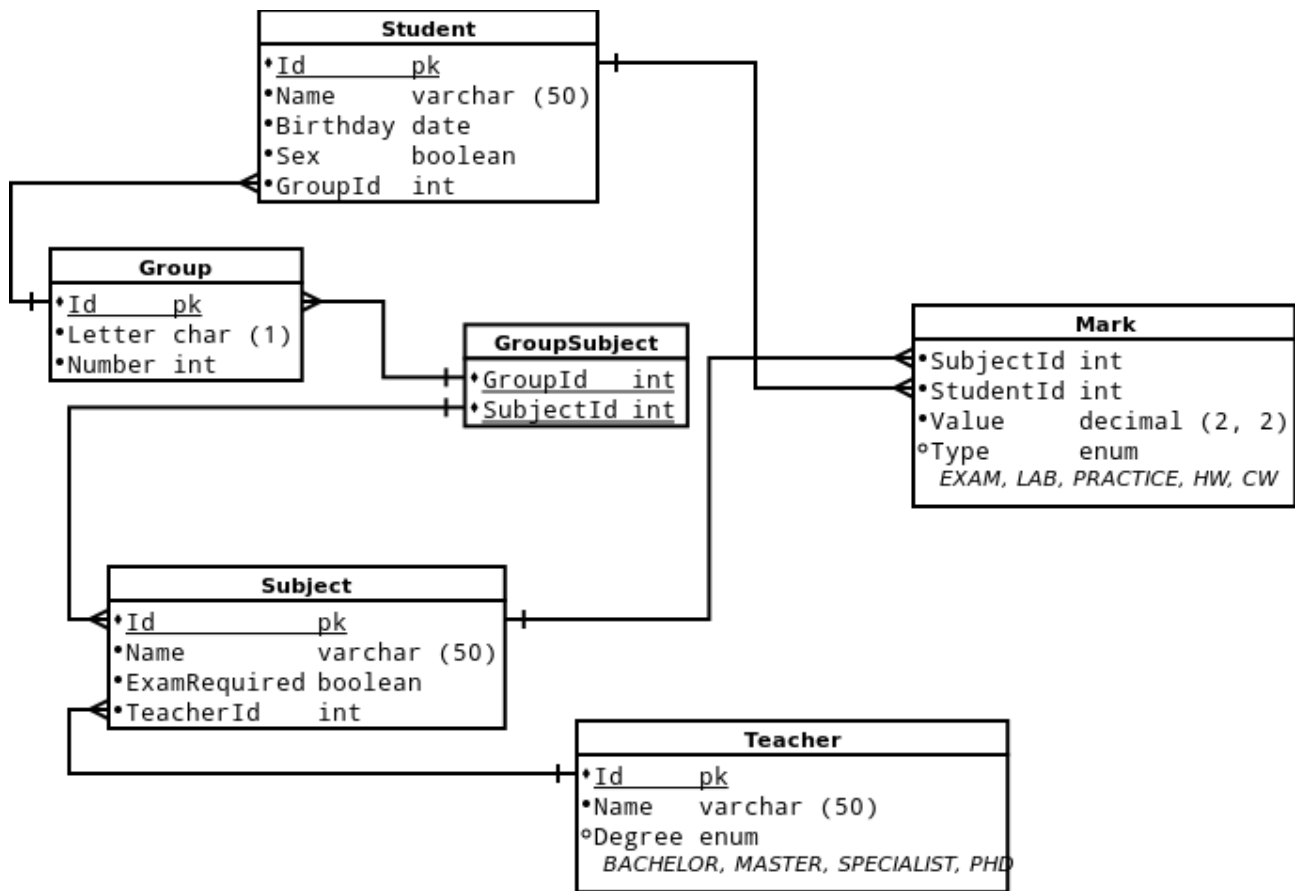 Student
Id pk
Name varchar (50)
Birthday date
Sex boolean
GroupId int
Group
Id pk
Letter char (1)
Number int
GroupSubject
GroupId int
SubjectId int
Mark
SubjectId int
StudentId int
Value decimal (2, 2)
Type enum
EXAM, LAB, PRACTICE, HW, CW
Subject
Id pk
Name varchar (50)
ExamRequired boolean
TeacherId int
Teacher
Id pk
Name varchar (50)
Degree enum
BACHELOR, MASTER, SPECIALIST, PHD